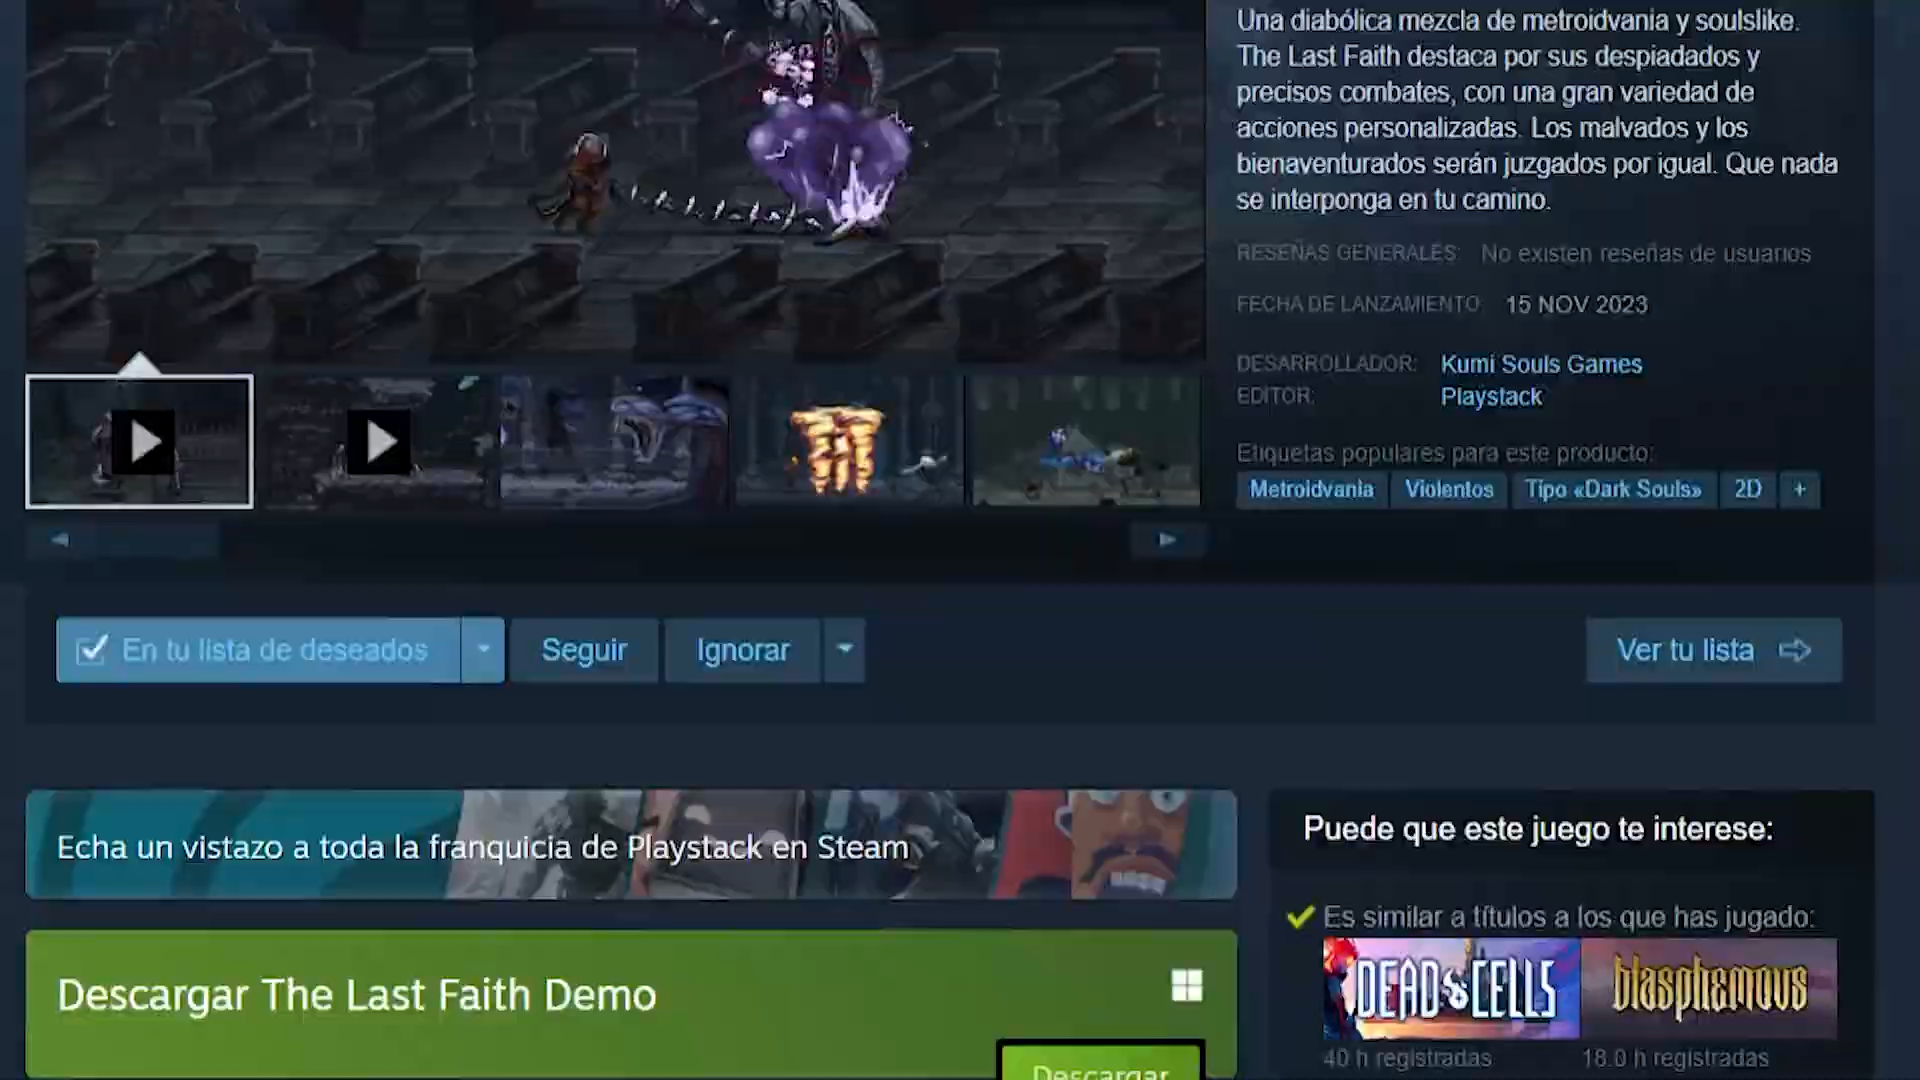 Una diabólica mezcla de metroidvania y soulslike.
The Last Faith destaca por sus despiadados y
precisos combates, con una gran variedad de
acciones personalizadas. Los malvados y los
bienaventurados serán juzgados por igual. Que nada
se interponga en tu camino.
RESEÑAS GENERALES: No existen reseñas de usuarios
FECHA DE LANZAMIENTO: 15 NOV 2023
DESARROLLADOR: Kumi Souls Games
EDITOR: Playstack
Etiquetas populares para este producto:
Metroidvania Violentos Tipo «Dark Souls» 2D +
En tu lista de deseados Seguir Ignorar Ver tu lista
Echa un vistazo a toda la franquicia de Playstack en Steam
Descargar The Last Faith Demo
Descargar
Puede que este juego te interese:
Es similar a títulos a los que has jugado:
DEAD CELLS blasphemous
40 h registradas 18.0 h registradas